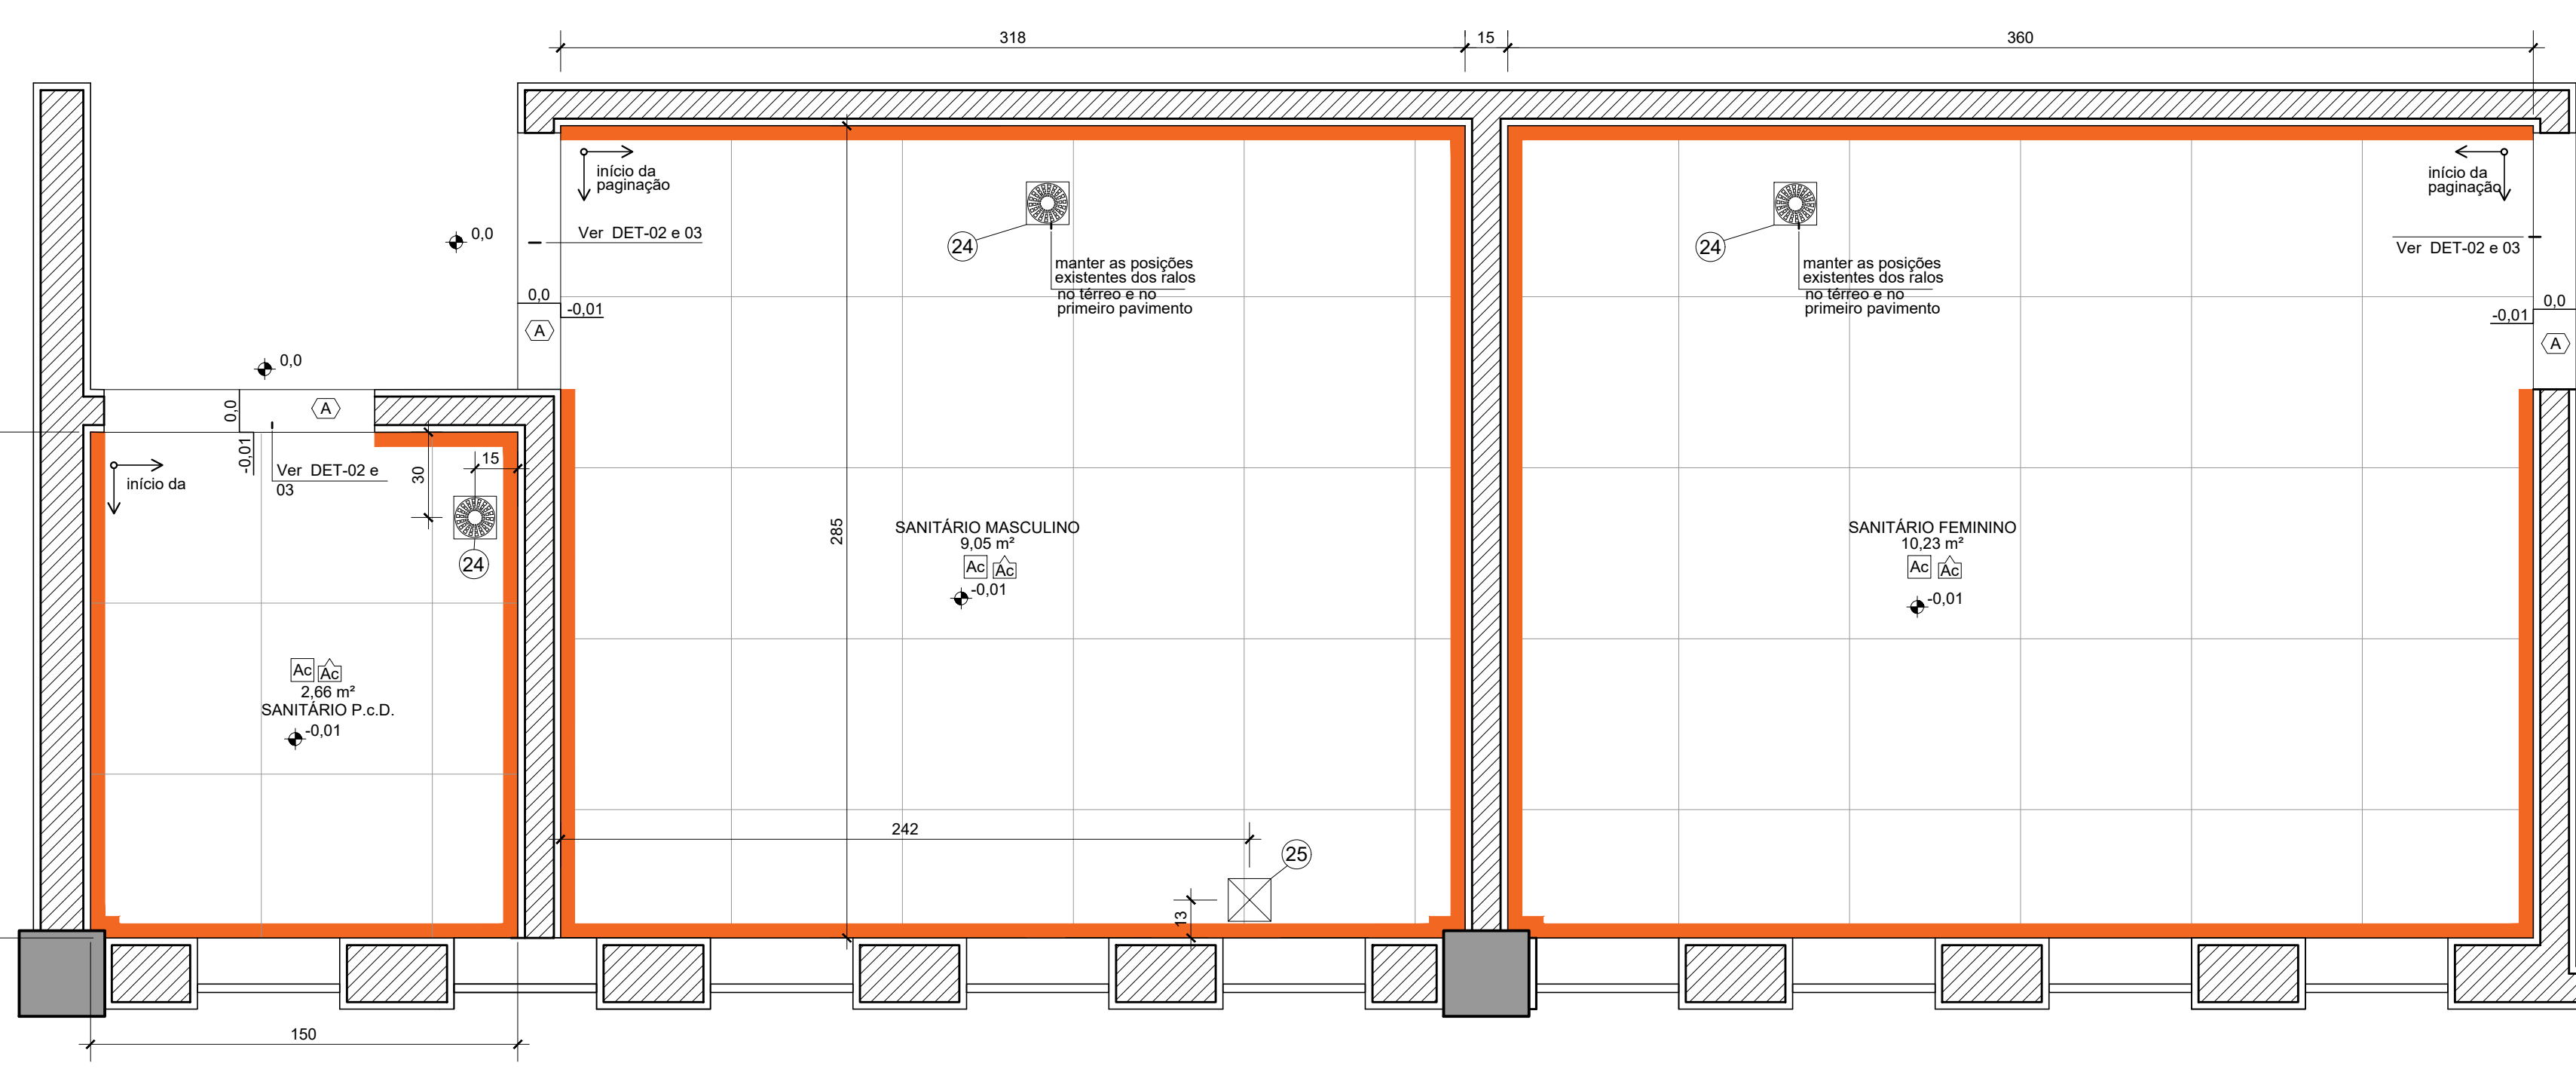 318
15
360
início da
paginação
início da
paginação
0,0
Ver DET-02 e 03
Ver DET-02 e 03
24
24
manter as posições
existentes dos ralos
no térreo e no
primeiro pavimento
manter as posições
existentes dos ralos
no térreo e no
primeiro pavimento
0,0
-0,01
A
0,0
-0,01
A
0,0
0,0
-0,01
A
Ver DET-02 e
03
início da
15
30
24
285
SANITÁRIO MASCULINO
9,05 m²
Ac
Ac
-0,01
SANITÁRIO FEMININO
10,23 m²
Ac
Ac
-0,01
Ac
Ac
2,66 m²
SANITÁRIO P.c.D.
-0,01
242
25
13
150